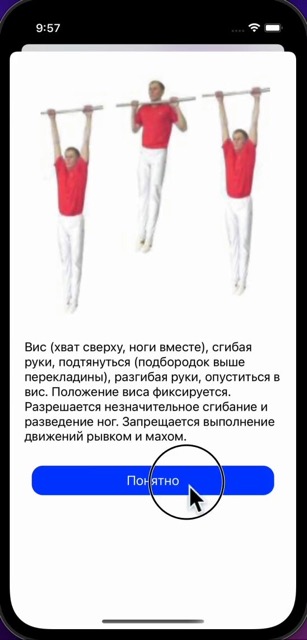 9:57
Вис (хват сверху, ноги вместе), сгибая
руки, подтянуться (подбородок выше
перекладины), разгибая руки, опуститься в
вис. Положение виса фиксируется.
Разрешается незначительное сгибание и
разведение ног. Запрещается выполнение
движений рывком и махом.
Понятно